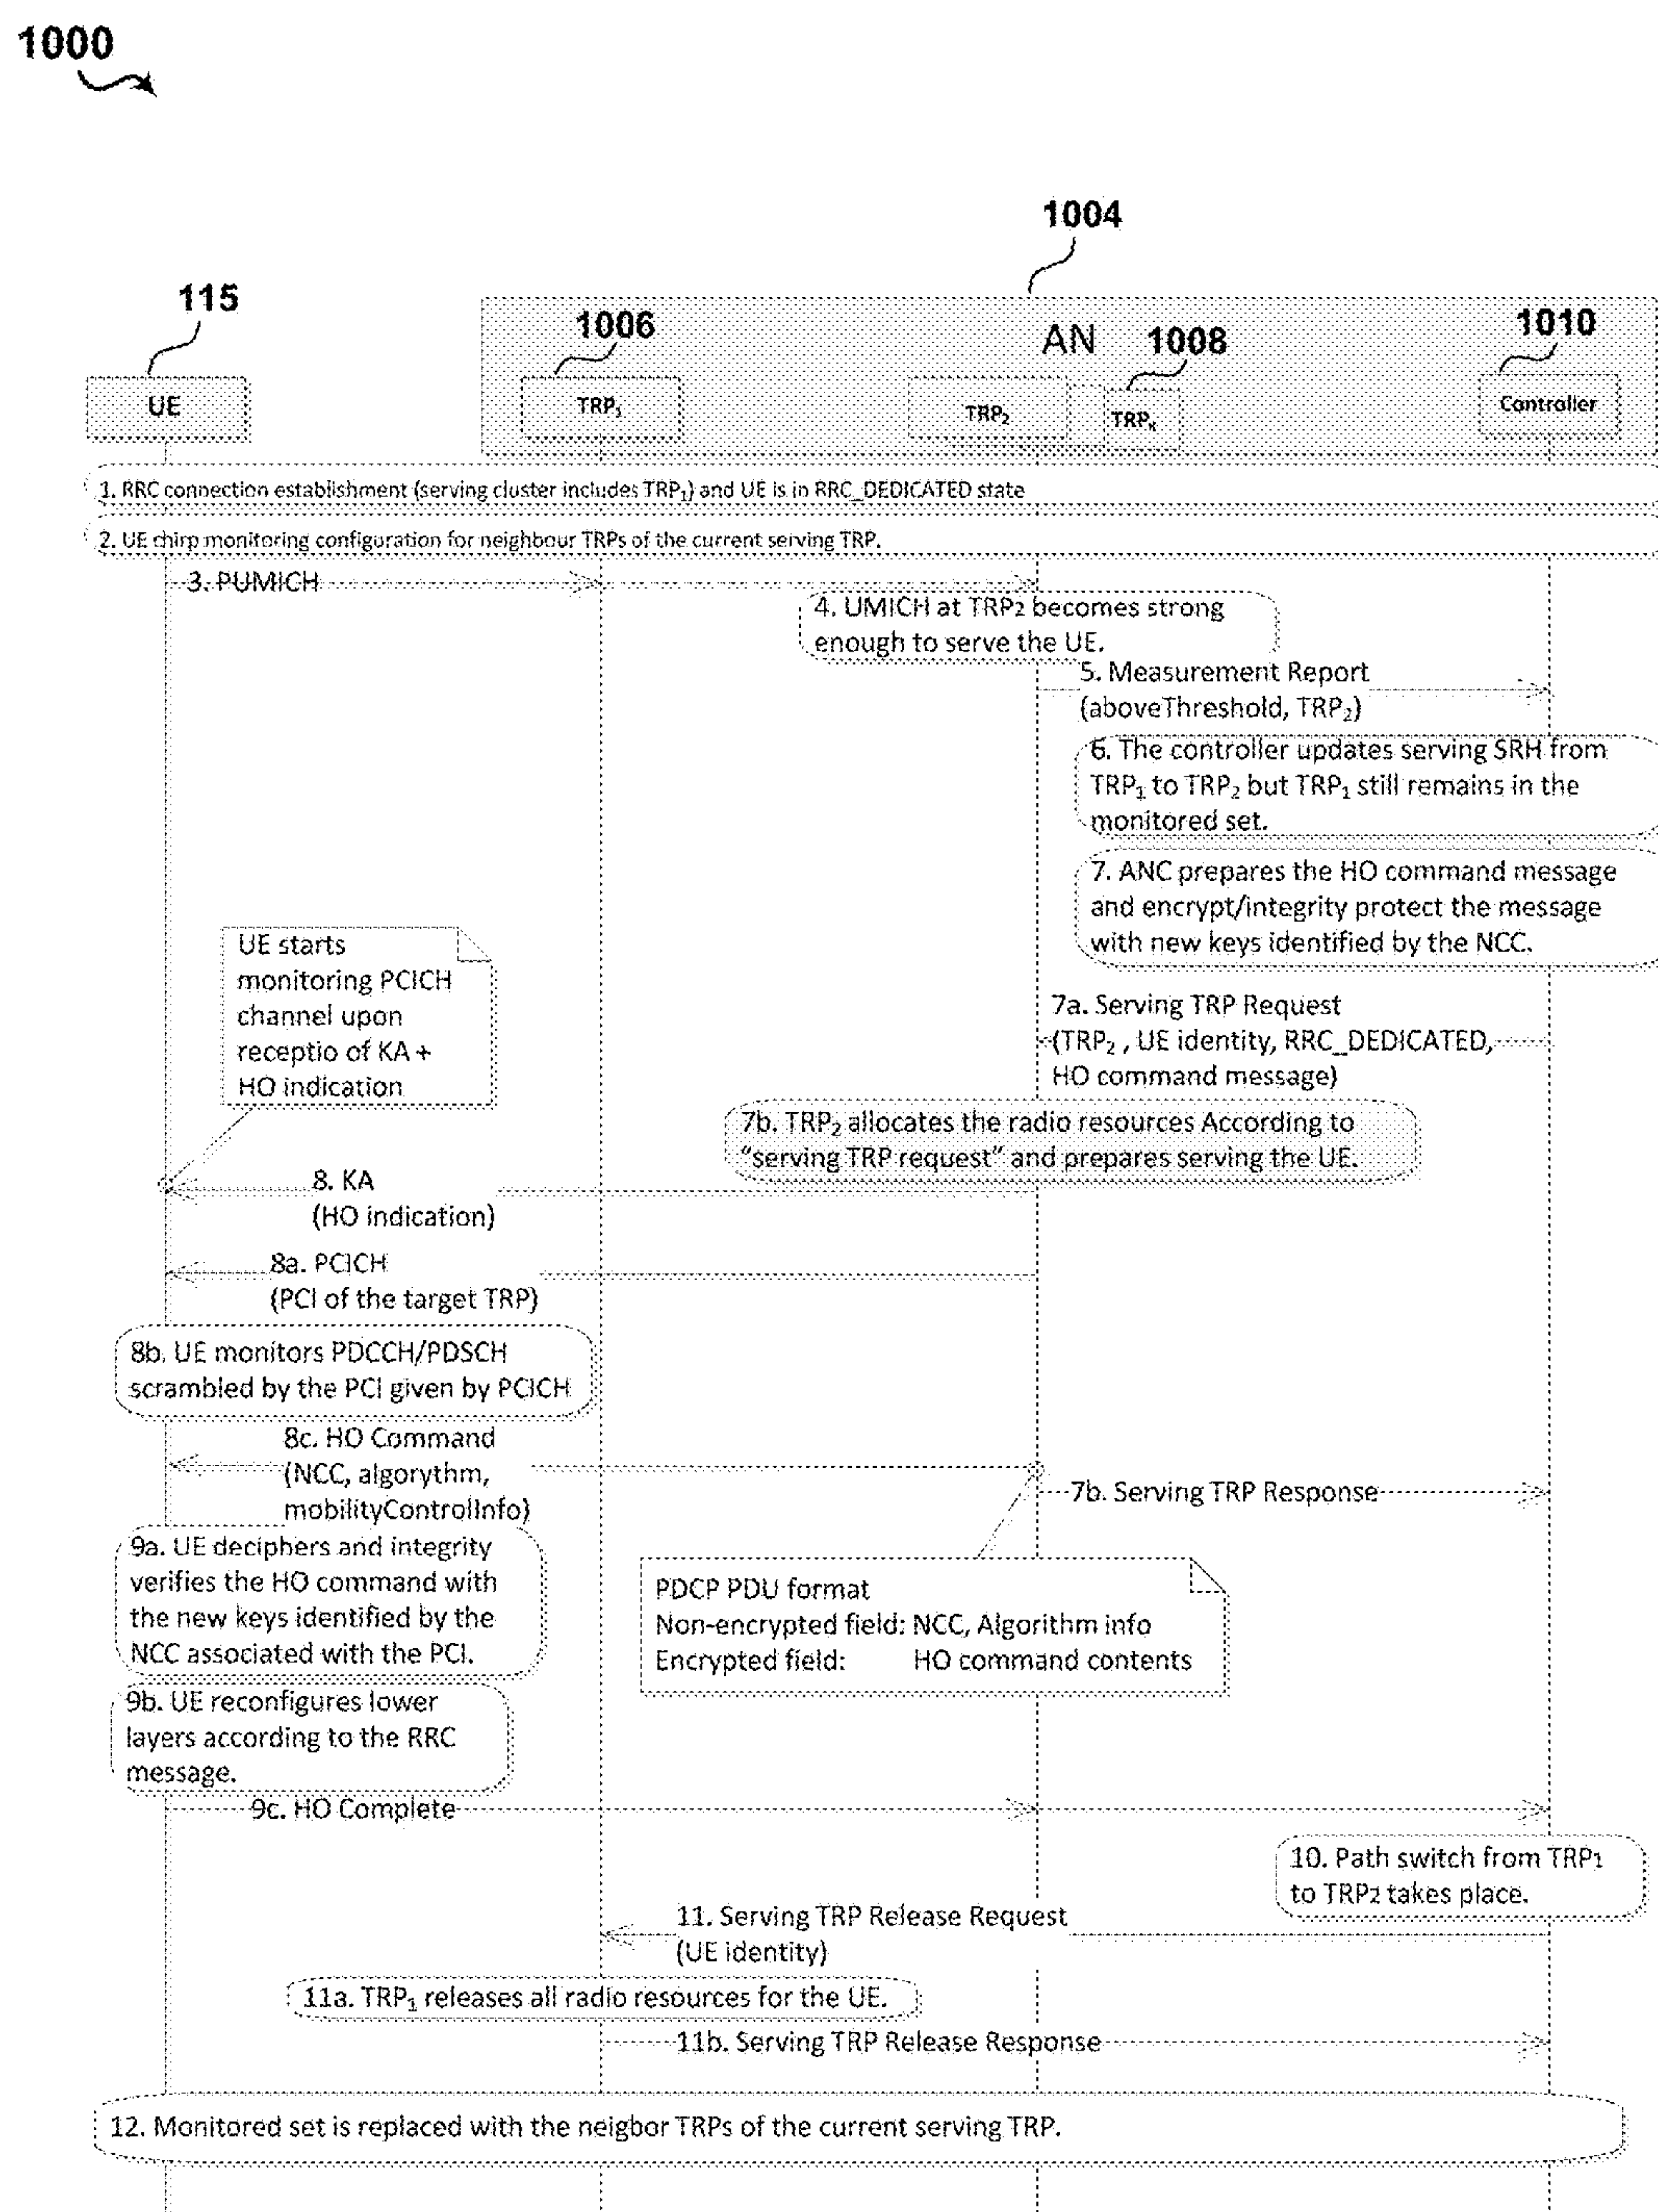 1000
1004
115
1006
AN
1008
1010
UE
TRP₁
TRP₂
TRPₓ
Controller
1. RRC connection establishment (serving cluster includes TRP₁) and UE is in RRC_DEDICATED state
2. UE chirp monitoring configuration for neighbour TRPs of the current serving TRP.
3. PUMICH
4. UMICH at TRP2 becomes strong
enough to serve the UE.
5. Measurement Report
(aboveThreshold, TRP₂)
6. The controller updates serving SRH from
TRP₁ to TRP₂ but TRP₁ still remains in the
monitored set.
7. ANC prepares the HO command message
and encrypt/integrity protect the message
with new keys identified by the NCC.
UE starts
monitoring PCICH
channel upon
receptio of KA +
HO indication
7a. Serving TRP Request
(TRP₂ , UE identity, RRC_DEDICATED,
HO command message)
7b. TRP₂ allocates the radio resources According to
“serving TRP request” and prepares serving the UE.
8. KA
(HO indication)
8a. PCICH
(PCI of the target TRP)
8b. UE monitors PDCCH/PDSCH
scrambled by the PCI given by PCICH
8c. HO Command
(NCC, algorythm,
mobilityControlInfo)
7b. Serving TRP Response
9a. UE deciphers and integrity
verifies the HO command with
the new keys identified by the
NCC associated with the PCI.
PDCP PDU format
Non-encrypted field: NCC, Algorithm info
Encrypted field: HO command contents
9b. UE reconfigures lower
layers according to the RRC
message.
9c. HO Complete
10. Path switch from TRP1
to TRP2 takes place.
11. Serving TRP Release Request
(UE identity)
11a. TRP₁ releases all radio resources for the UE.
11b. Serving TRP Release Response
12. Monitored set is replaced with the neigbor TRPs of the current serving TRP.